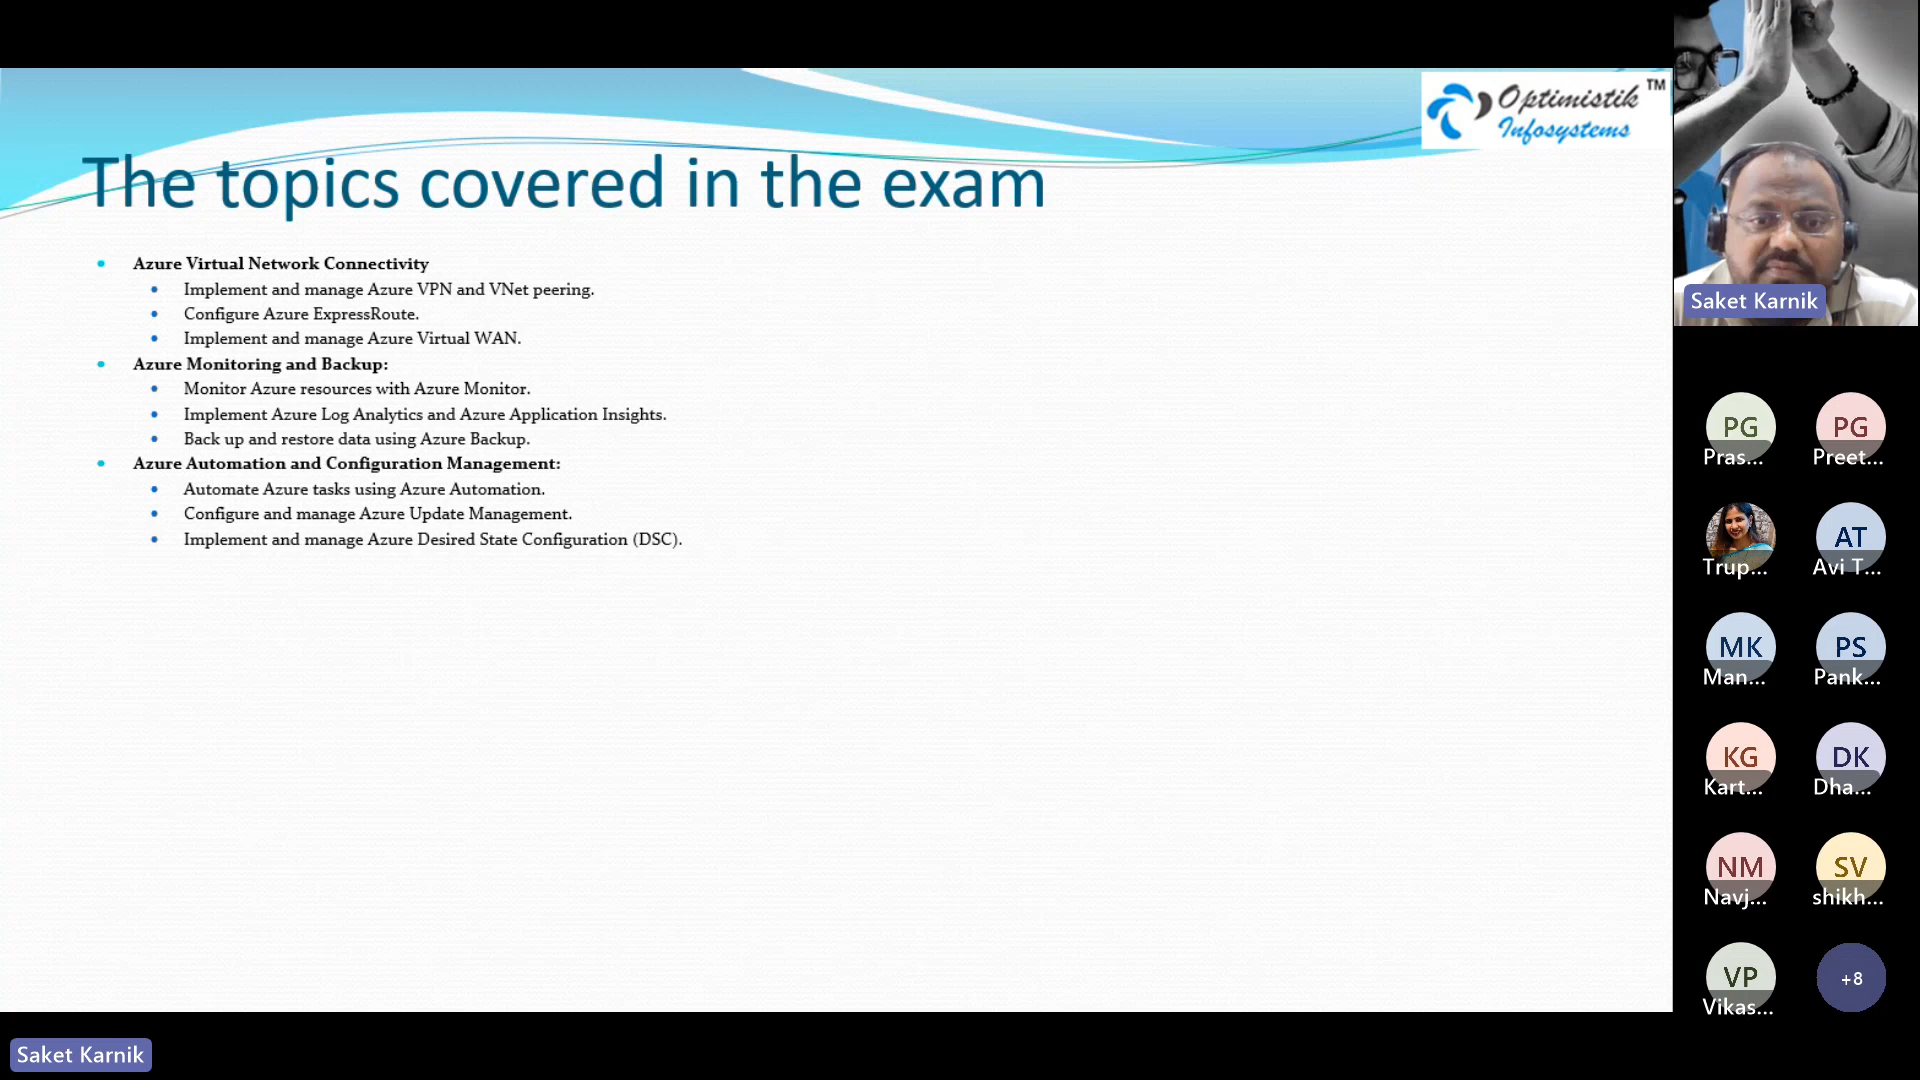 Optimistik TM
Infosystems
The topics covered in the exam
Azure Virtual Network Connectivity
Implement and manage Azure VPN and VNet peering.
Configure Azure ExpressRoute.
Implement and manage Azure Virtual WAN.
Azure Monitoring and Backup:
Monitor Azure resources with Azure Monitor.
Implement Azure Log Analytics and Azure Application Insights.
Back up and restore data using Azure Backup.
Azure Automation and Configuration Management:
Automate Azure tasks using Azure Automation.
Configure and manage Azure Update Management.
Implement and manage Azure Desired State Configuration (DSC).
Saket Karnik
Saket Karnik
PG
Pras...
PG
Preet...
Trup...
AT
Avi T...
MK
Man...
PS
Pank...
KG
Kart...
DK
Dha...
NM
Navj...
SV
shikh...
VP
Vikas...
+8